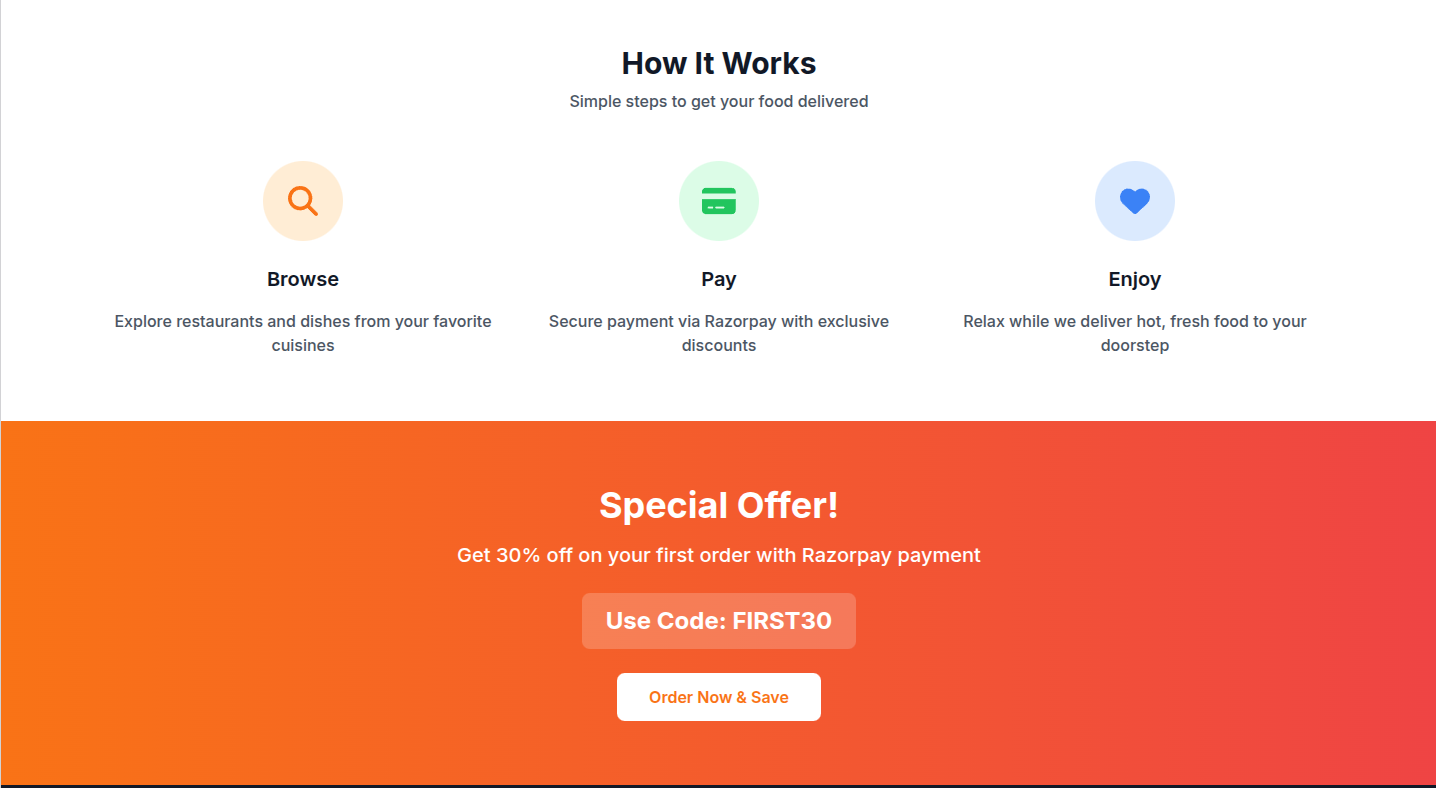 How It Works
Simple steps to get your food delivered
Browse
Explore restaurants and dishes from your favorite
cuisines
Pay
Secure payment via Razorpay with exclusive
discounts
Enjoy
Relax while we deliver hot, fresh food to your
doorstep
Special Offer!
Get 30% off on your first order with Razorpay payment
Use Code: FIRST30
Order Now & Save